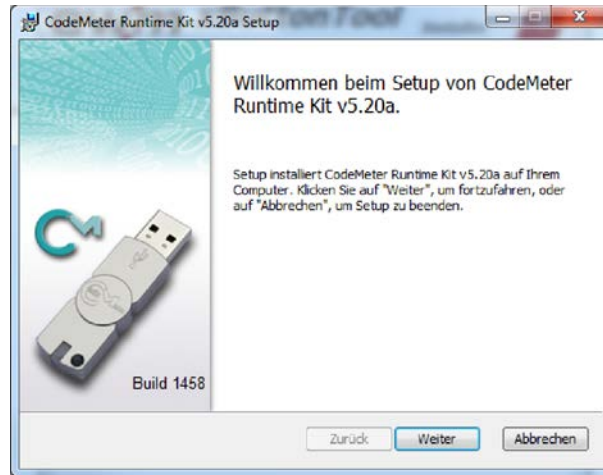 CodeMeter Runtime Kit v5.20a Setup
Willkommen beim Setup von CodeMeter
Runtime Kit v5.20a.
Setup installiert CodeMeter Runtime Kit v5.20a auf Ihrem
Computer. Klicken Sie auf "Weiter", um fortzufahren, oder
auf "Abbrechen", um Setup zu beenden.
Build 1458
Zurück
Weiter
Abbrechen